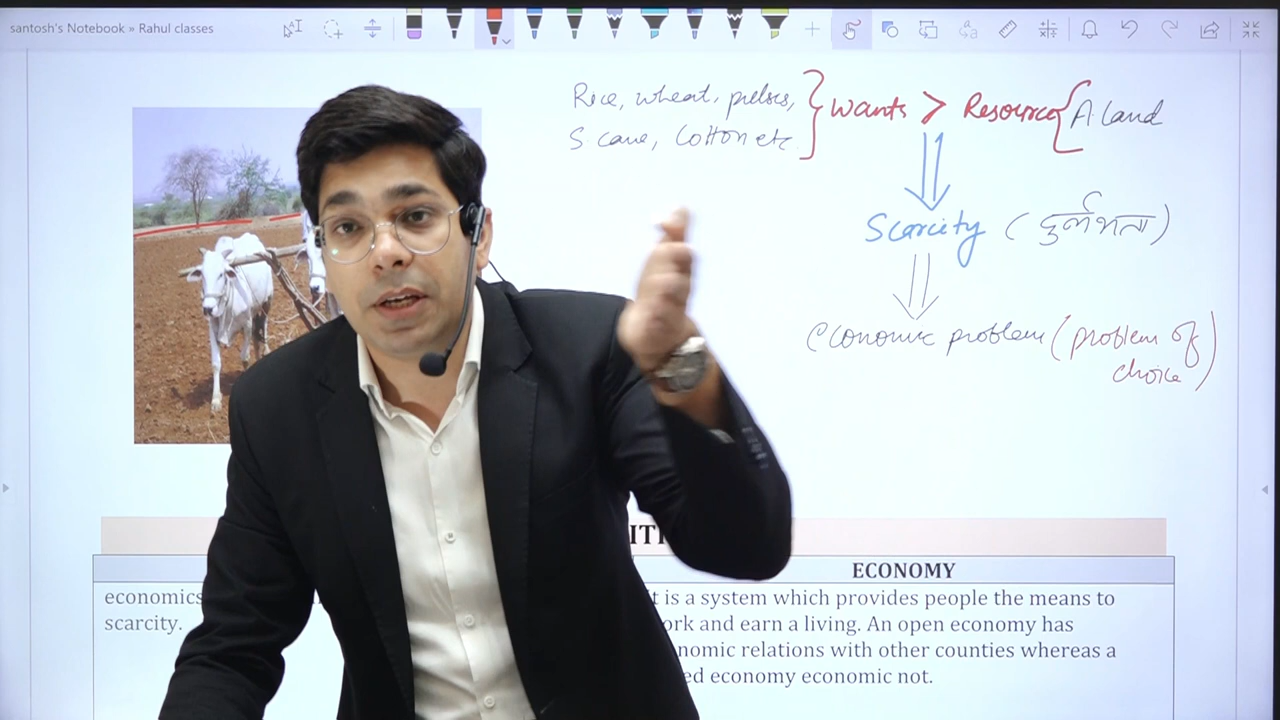 santosh's Notebook » Rahul classes
Rice, wheat, pulses, } Wants > Resource { A. Land
S. cane, Cotton etc
Scarcity (दुर्लभता)
Economic problem (problem of
choice)
ECONOMY
economics
scarcity.
it is a system which provides people the means to
ork and earn a living. An open economy has
nomic relations with other counties whereas a
ed economy economic not.